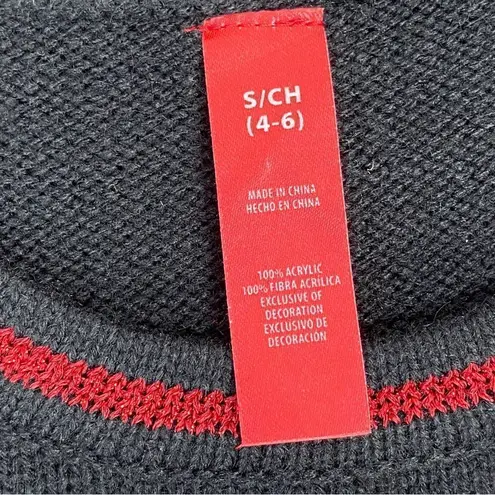 S/CH
(4-6)
MADE IN CHINA
HECHO EN CHINA
100% ACRYLIC
100% FIBRA ACRÍLICA
EXCLUSIVE OF
DECORATION
EXCLUSIVO DE
DECORACIÓN